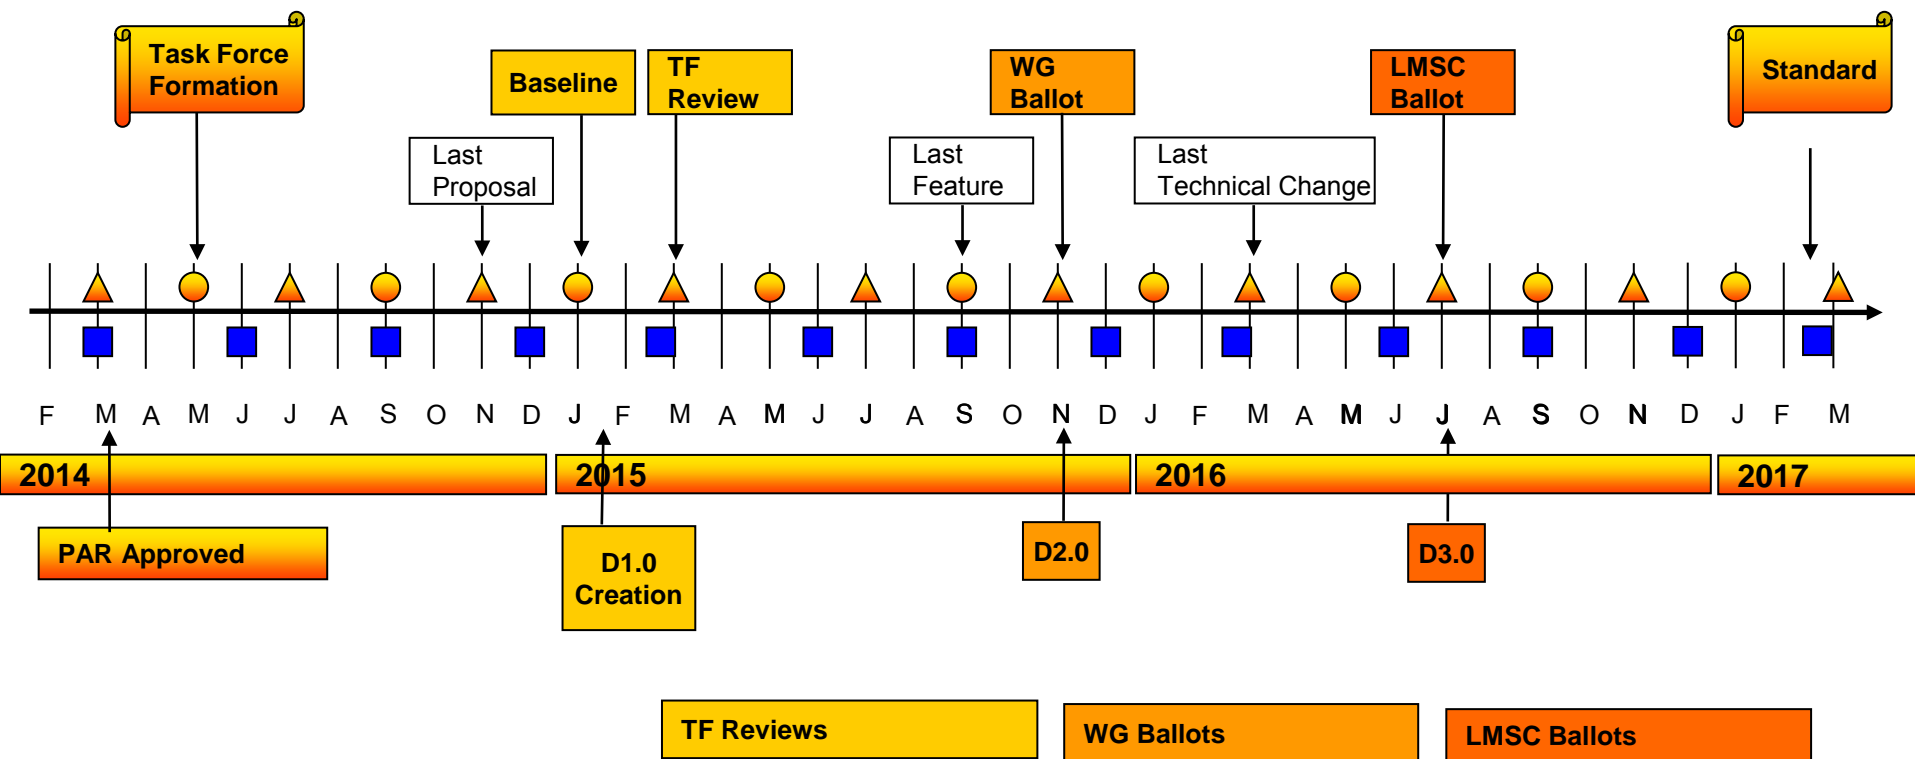 Task Force
Formation
Baseline
TF
Review
WG
Ballot
LMSC
Ballot
Standard
Last
Proposal
Last
Feature
Last
Technical Change
F M A M J J A S O N D J F M A M J J A S O N D J F M A M J J A S O N D J F M
2014
2015
2016
2017
PAR Approved
D1.0
Creation
D2.0
D3.0
TF Reviews
WG Ballots
LMSC Ballots